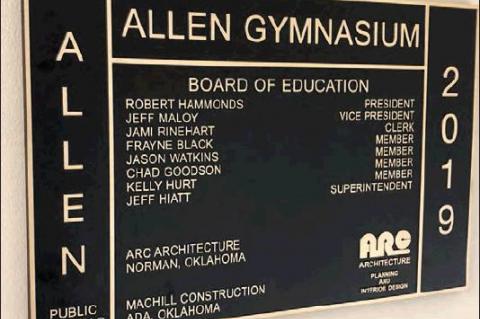 ALLEN GYMNASIUM
ALLEN
2019
BOARD OF EDUCATION
ROBERT HAMMONDS PRESIDENT
JEFF MALOY VICE PRESIDENT
JAMI RINEHART CLERK
FRAYNE BLACK MEMBER
JASON WATKINS MEMBER
CHAD GOODSON MEMBER
KELLY HURT MEMBER
JEFF HIATT SUPERINTENDENT
ARC ARCHITECTURE
NORMAN, OKLAHOMA
ARC
ARCHITECTURE
PLANNING
AND
INTERIOR DESIGN
MACHILL CONSTRUCTION
ADA, OKLAHOMA
PUBLIC